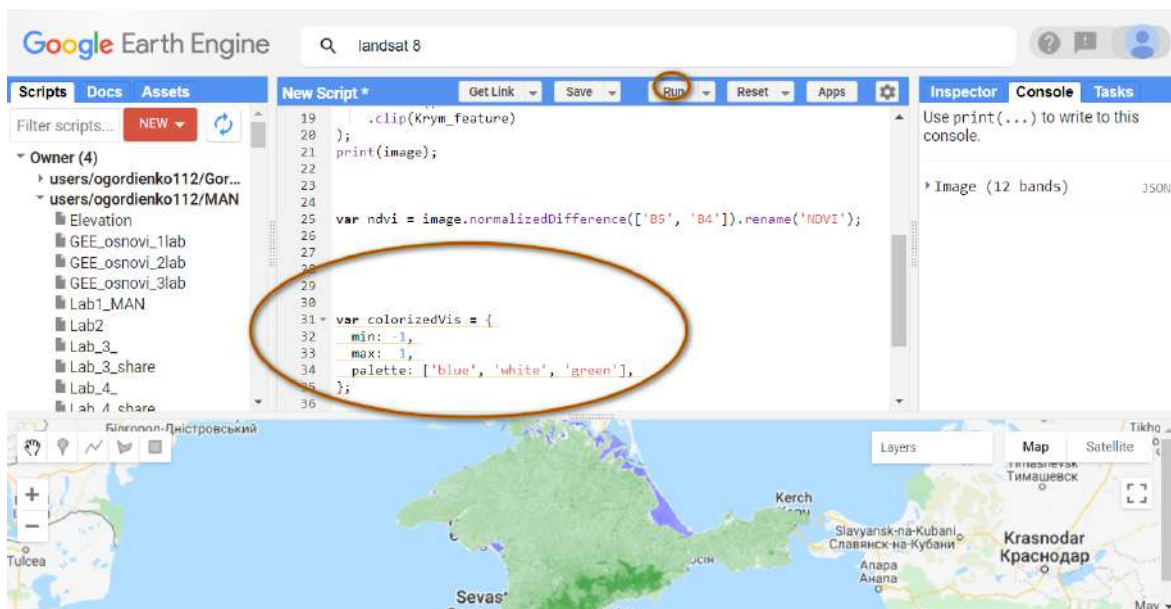 Google Earth Engine
landsat 8
Scripts Docs Assets
Filter scripts... NEW
Owner (4)
users/ogordienko112/Gor...
users/ogordienko112/MAN
Elevation
GEE_osnovi_1lab
GEE_osnovi_2lab
GEE_osnovi_3lab
Lab1_MAN
Lab2
Lab_3_
Lab_3_share
Lab_4_
Lab_4_share
New Script * Get Link Save Run Reset Apps
19 .clip(Krym_feature)
20 );
21 print(image);
22
23
24
25 var ndvi = image.normalizedDifference(['B5', 'B4']).rename('NDVI');
26
27
28
29
30
31 var colorizedVis = {
32 min: -1,
33 max: 1,
34 palette: ['blue', 'white', 'green'],
35 };
36
Inspector Console Tasks
Use print(...) to write to this
console.
Image (12 bands) JSON
Layers Map Satellite
Білгород-Дністровський
Tulcea
Kerch
Sevast
Slavyansk-na-Kubani
Славянск-на-Кубани
Anapa
Анапа
Тимашевск
Krasnodar
Краснодар